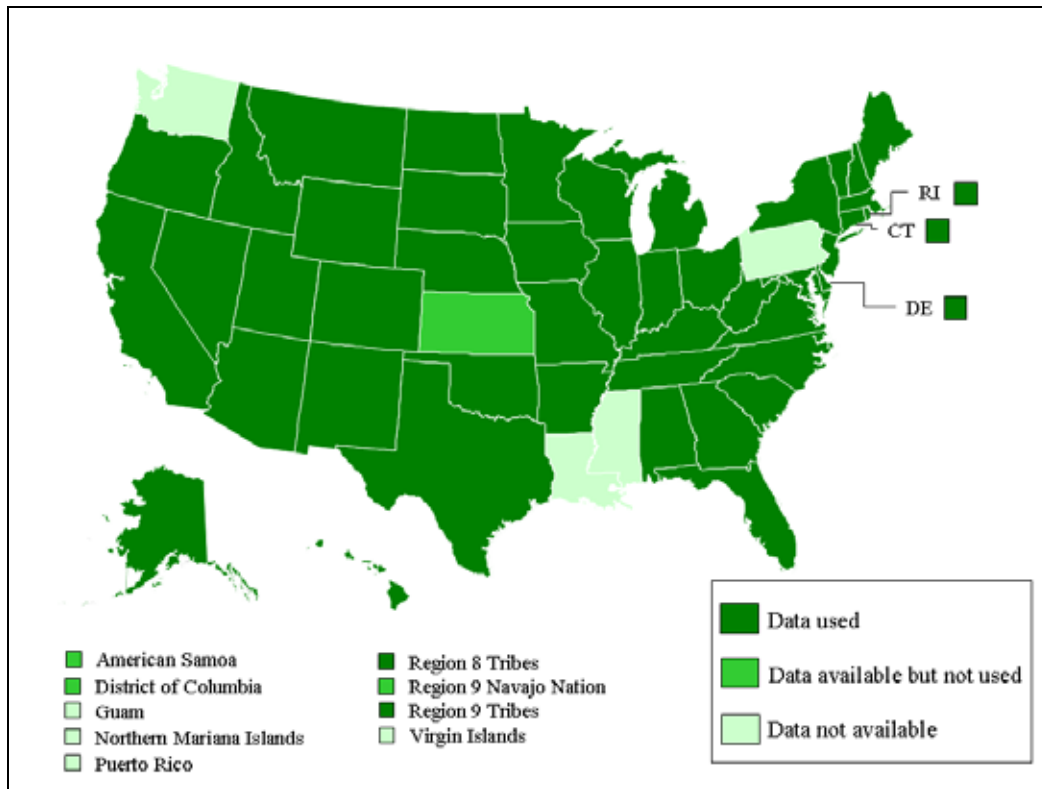 RI
CT
DE
American Samoa
District of Columbia
Guam
Northern Mariana Islands
Puerto Rico
Region 8 Tribes
Region 9 Navajo Nation
Region 9 Tribes
Virgin Islands
Data used
Data available but not used
Data not available